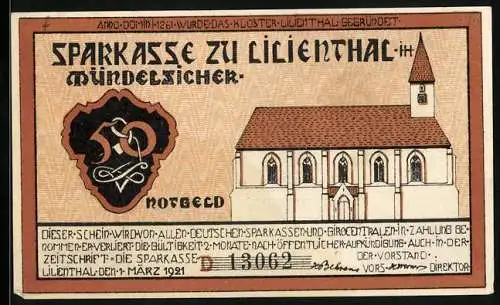 ANNO DOMINI 1261 WURDE DAS KLOSTER LILIENTHAL GEGRÜNDET
SPARKASSE ZU LILIENTHAL IH
MÜNDELSICHER
50
NOTGELD
DIESER SCHEIN WIRD VON ALLEN DEUTSCHEN SPARKASSEN UND GIROCENTRALEN IN ZAHLUNG GE-
NOMMEN ER VERLIERT DIE GÜLTIGKEIT 2 MONATE NACH ÖFFENTLICHER AUFKÜNDIGUNG AUCH IN DER
ZEITSCHRIFT DIE SPARKASSE DER VORSTAND
LILIENTHAL DEN 1 MÄRZ 1921 D 13062 VORS DIREKTOR